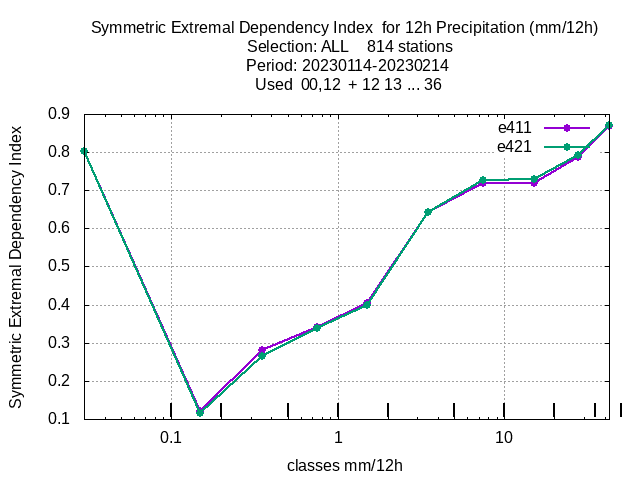 Symmetric Extremal Dependency Index  for 12h Precipitation (mm/12h)
Selection: ALL    814 stations
Period: 20230114-20230214
Used  00,12  + 12 13 ... 36
Symmetric Extremal Dependency Index
0.9
0.8
0.7
0.6
0.5
0.4
0.3
0.2
0.1
e411
e421
0.1
1
10
classes mm/12h